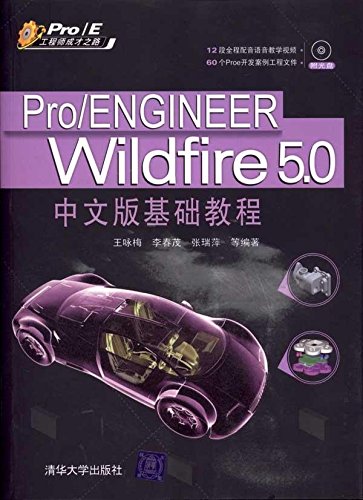 Pro/E
工程师成才之路
12段全程配音语音教学视频
60个Proe开发案例工程文件
附光盘
Pro/ENGINEER
Wildfire 5.0
中文版基础教程
王咏梅 李春茂 张瑞萍 等编著
清华大学出版社